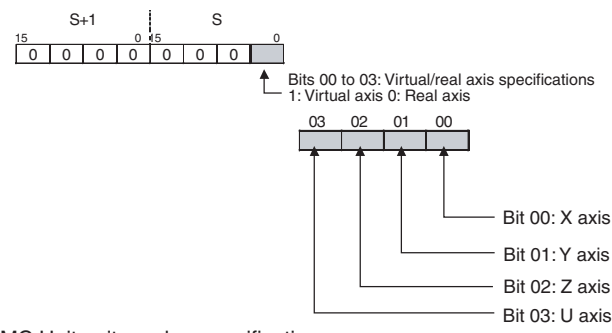 S+1 S
15 0 15 0
0 0 0 0 0 0 0
Bits 00 to 03: Virtual/real axis specifications
1: Virtual axis 0: Real axis
03 02 01 00
Bit 00: X axis
Bit 01: Y axis
Bit 02: Z axis
Bit 03: U axis